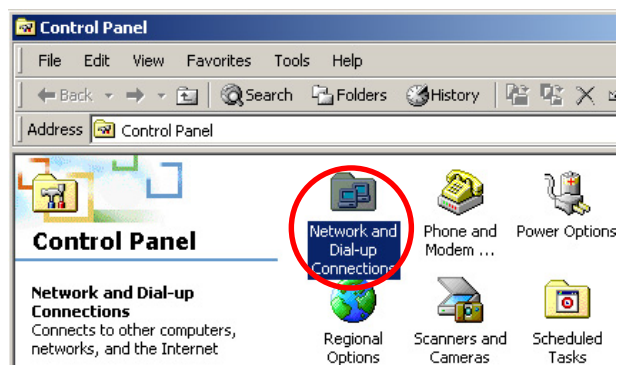 Control Panel
File Edit View Favorites Tools Help
Back Search Folders History
Address Control Panel
Control Panel
Network and Dial-up
Connections
Connects to other computers,
networks, and the Internet
Network and
Dial-up
Connections
Phone and
Modem ...
Power Options
Regional
Options
Scanners and
Cameras
Scheduled
Tasks